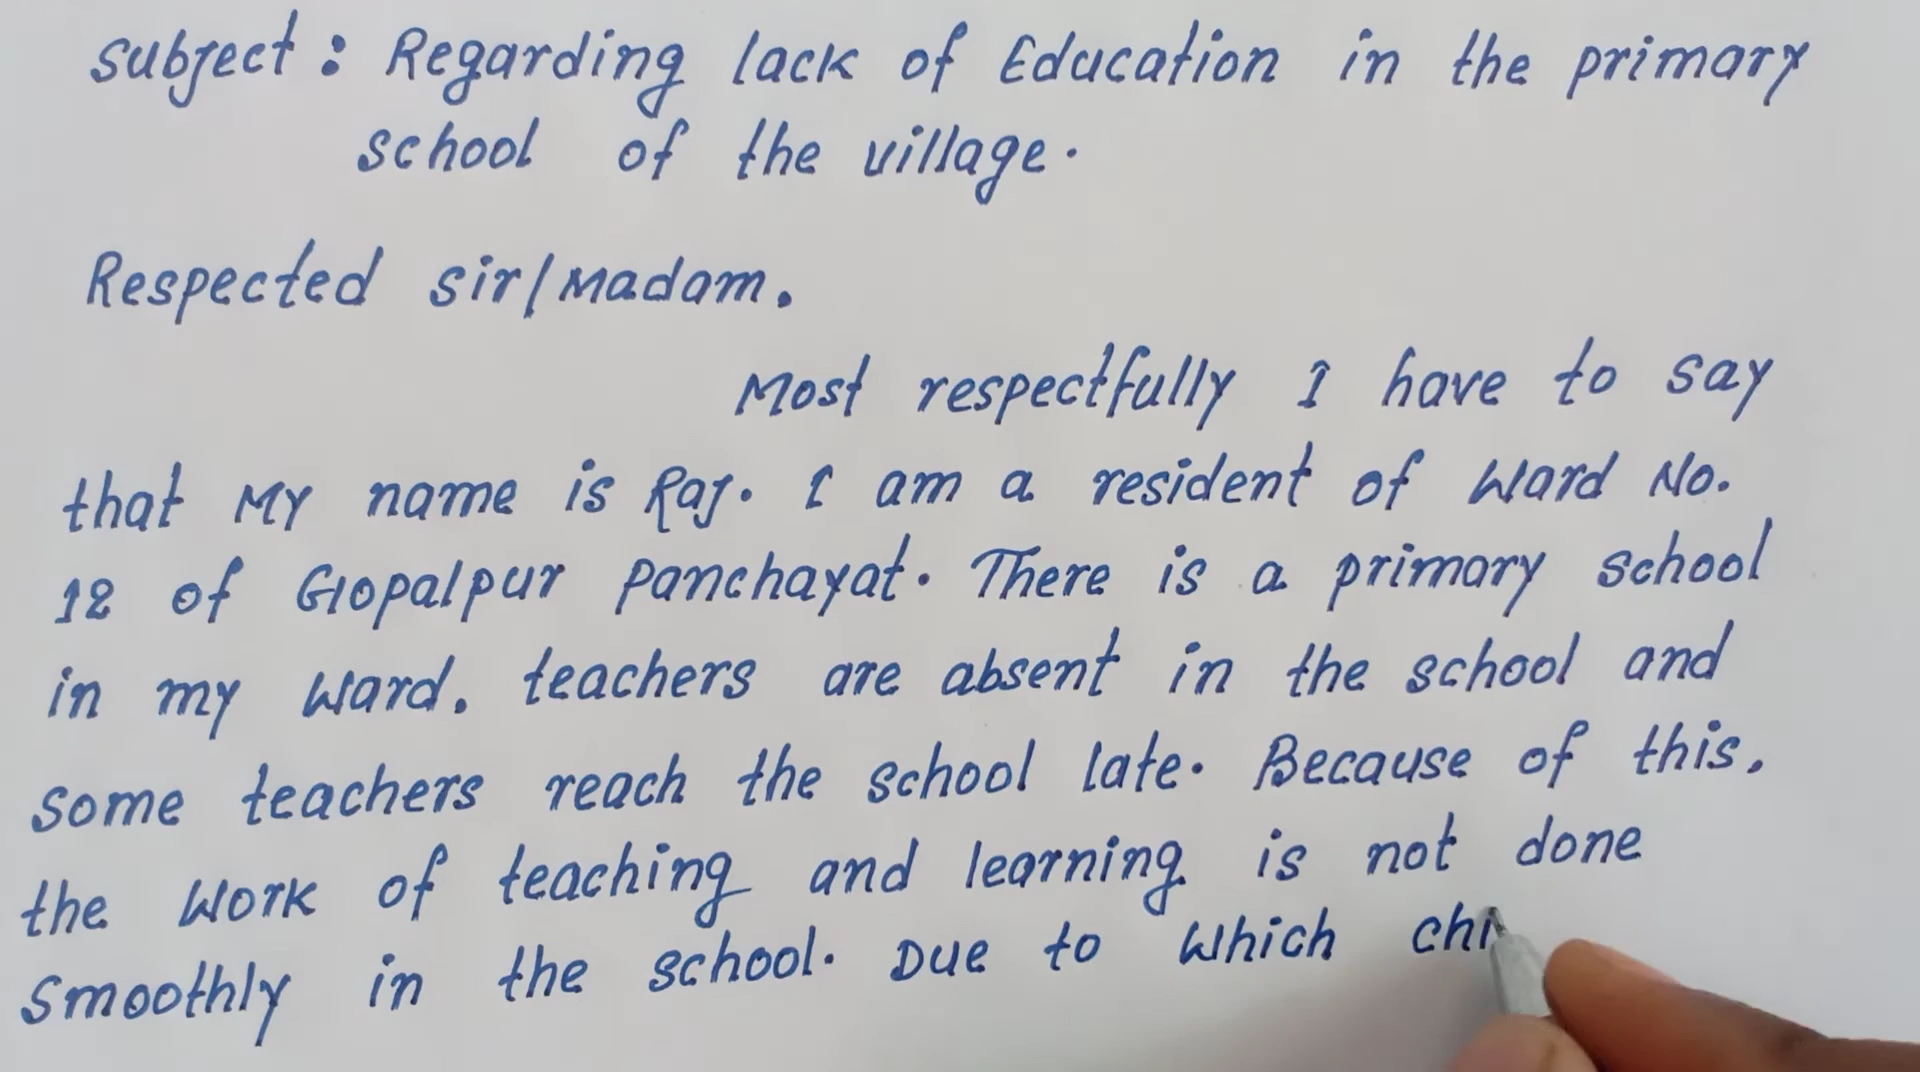 Subject: Regarding lack of Education in the primary
school of the village.
Respected sir/Madam.
Most respectfully I have to say
that My name is Raj. I am a resident of Ward No.
12 of Gopalpur Panchayat. There is a primary school
in my ward. teachers are absent in the school and
some teachers reach the school late. Because of this,
the work of teaching and learning is not done
Smoothly in the school. Due to which chi